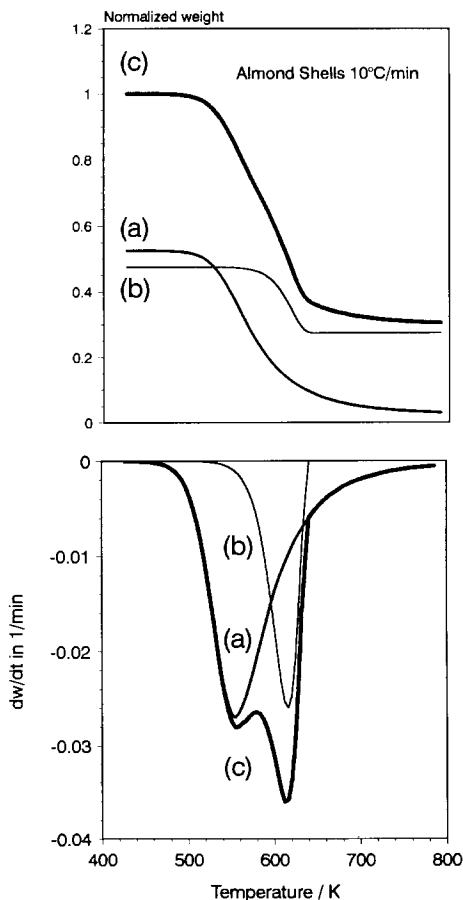 Normalized weight
1.2
(c)
Almond Shells 10°C/min
1
0.8
0.6
(a)
0.4
(b)
0.2
0
0
-0.01
(b)
-0.02
(a)
-0.03
(c)
-0.04
dw/dt in 1/min
400 500 600 700 800
Temperature / K